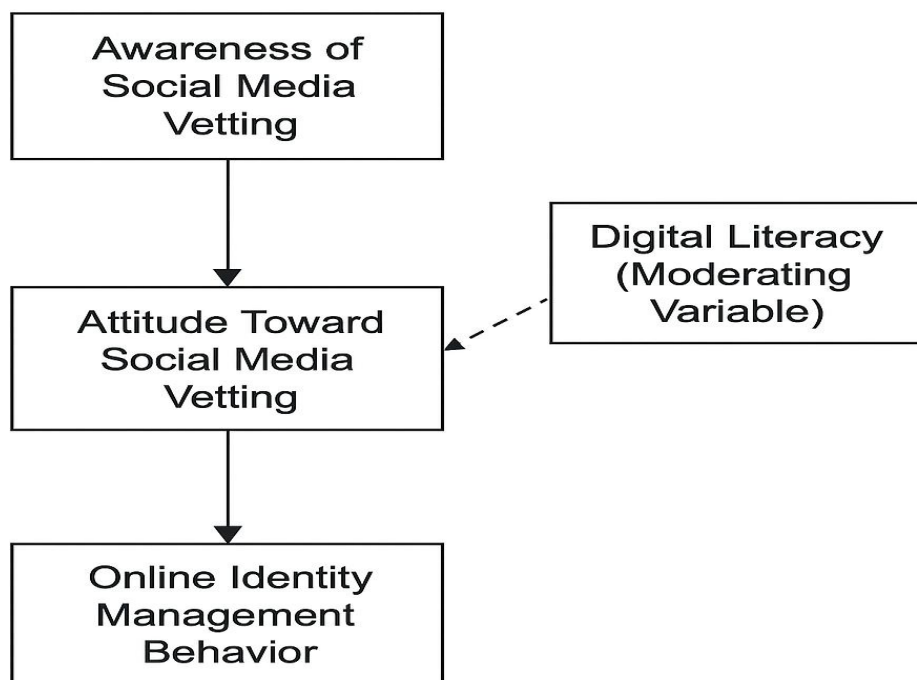 Awareness of
Social Media
Vetting
Digital Literacy
(Moderating
Variable)
Attitude Toward
Social Media
Vetting
Online Identity
Management
Behavior